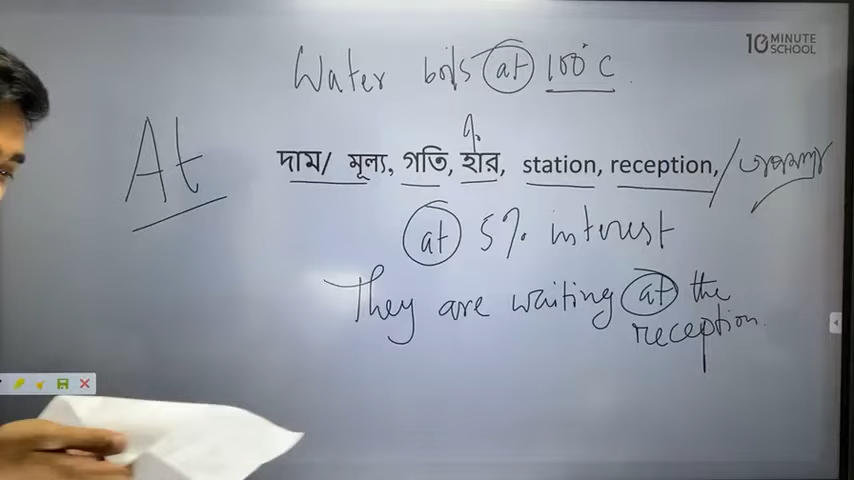 10 MINUTE SCHOOL
Water boils at 100°C.
At
%
দাম/ মূল্য, গতি, হার, station, reception, / তাপমাত্রা
at 5% interest
They are waiting at the
reception.